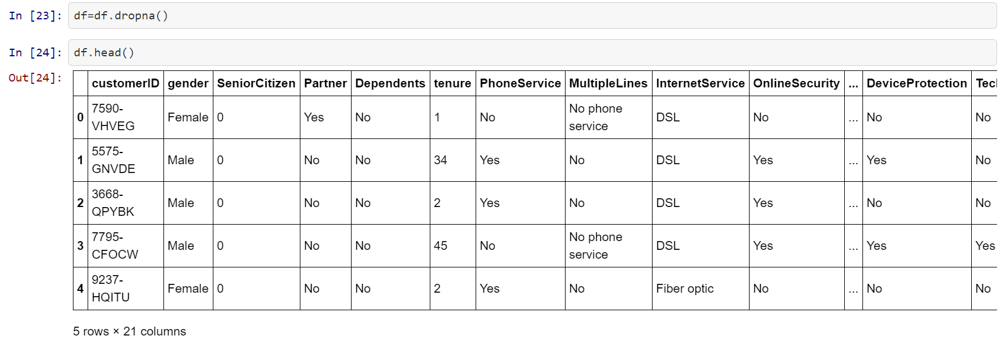 In [23]: df=df.dropna()
In [24]: df.head()
Out[24]:
customerID gender SeniorCitizen Partner Dependents tenure PhoneService MultipleLines InternetService OnlineSecurity ... DeviceProtection
0 7590-VHVEG Female 0 Yes No 1 No No phone service DSL No ... No No
1 5575-GNVDE Male 0 No No 34 Yes No DSL Yes ... Yes No
2 3668-QPYBK Male 0 No No 2 Yes No DSL Yes ... No No
3 7795-CFOCW Male 0 No No 45 No No phone service DSL Yes ... Yes Yes
4 9237-HQITU Female 0 No No 2 Yes No Fiber optic No ... No No
5 rows × 21 columns